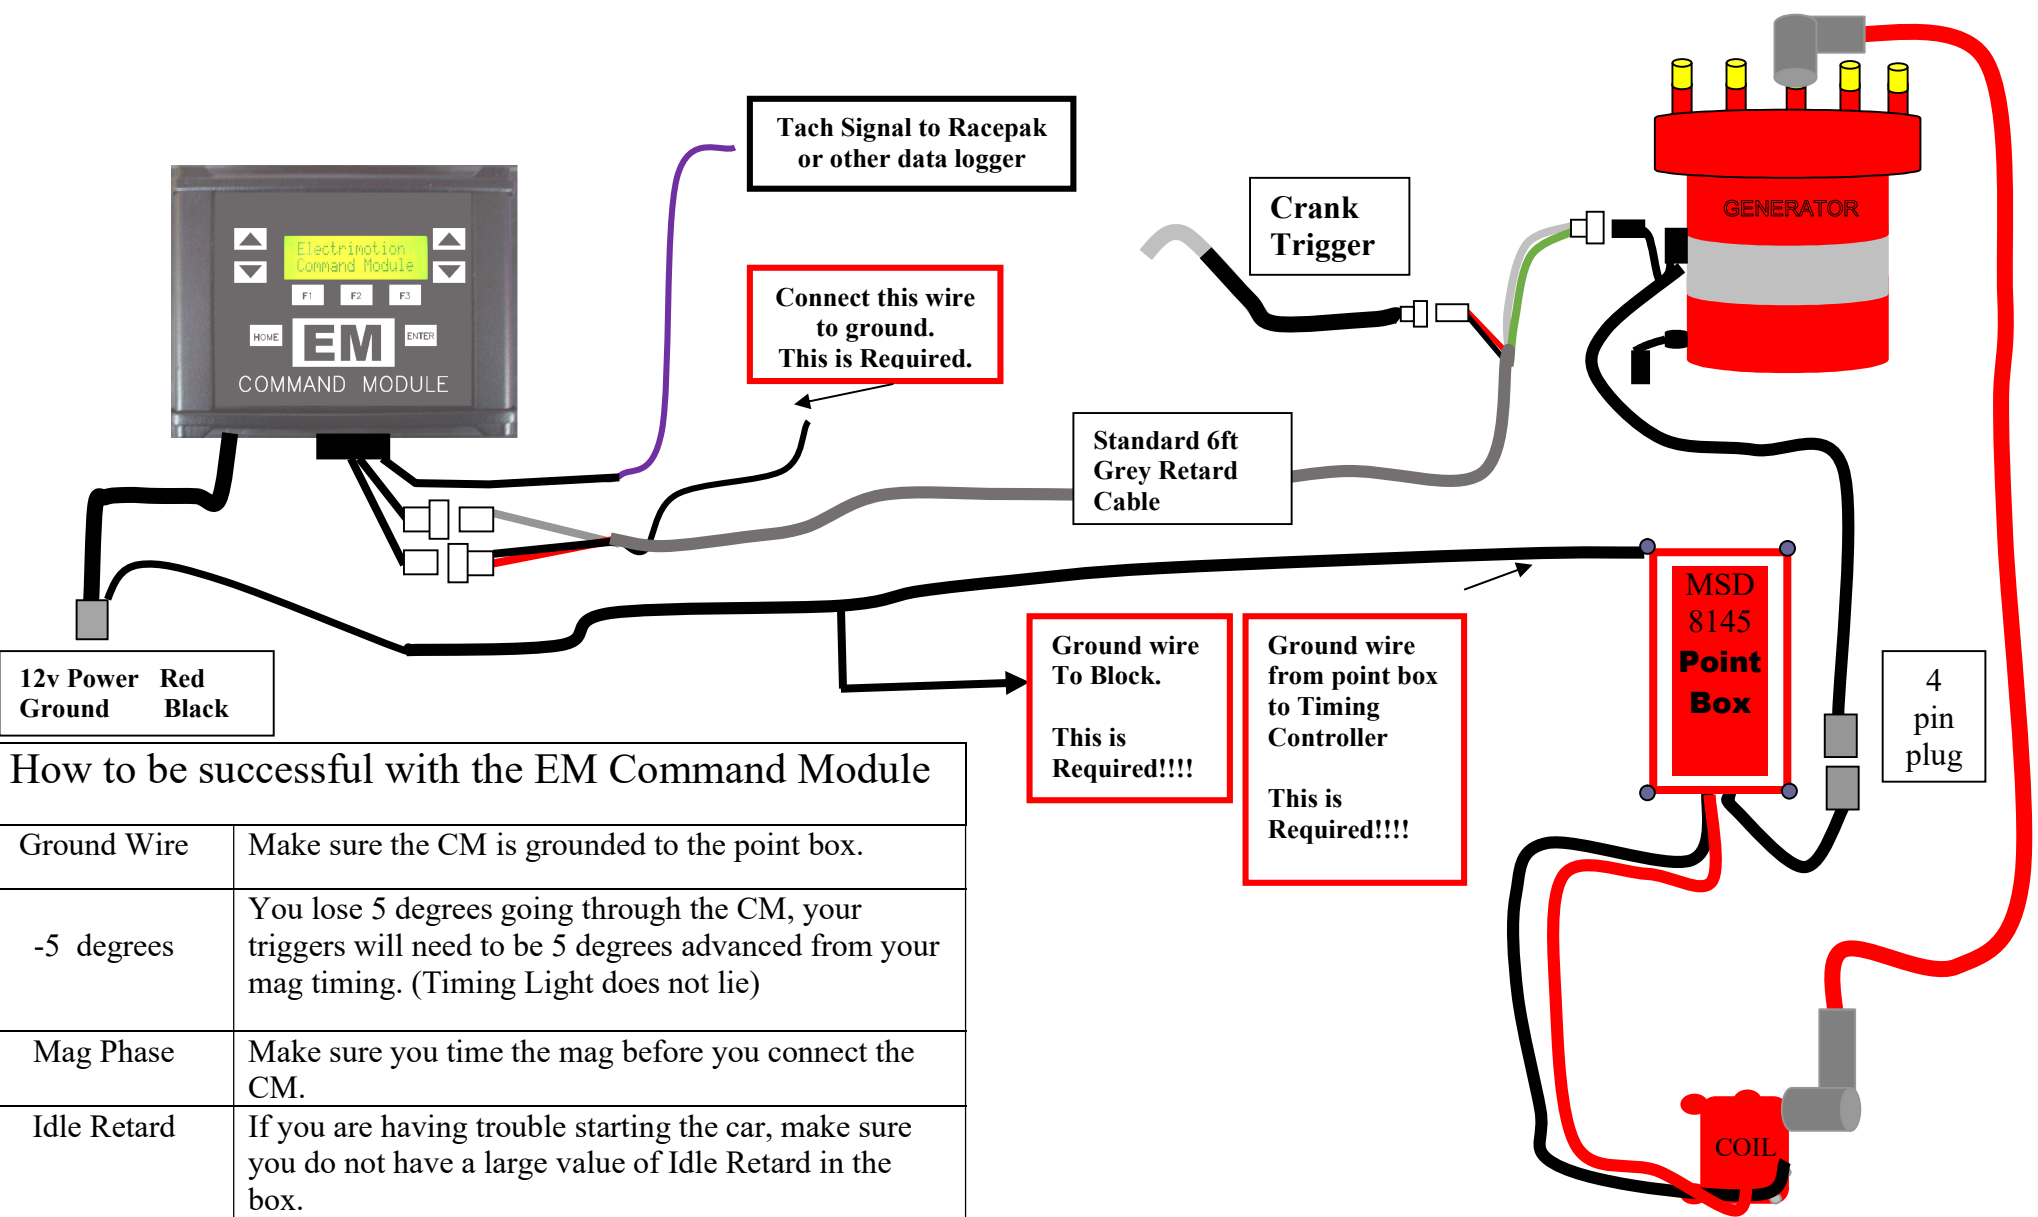 Tach Signal to Racepak
or other data logger
Crank
Trigger
GENERATOR
Electrimotion
Command Module
F1 F2 F3
HOME
EM
ENTER
COMMAND MODULE
Connect this wire
to ground.
This is Required.
Standard 6ft
Grey Retard
Cable
12v Power Red
Ground Black
Ground wire
To Block.
This is
Required!!!!
Ground wire
from point box
to Timing
Controller
This is
Required!!!!
MSD
8145
Point
Box
4
pin
plug
COIL
How to be successful with the EM Command Module
Ground Wire
Make sure the CM is grounded to the point box.
-5 degrees
You lose 5 degrees going through the CM, your
triggers will need to be 5 degrees advanced from your
mag timing. (Timing Light does not lie)
Mag Phase
Make sure you time the mag before you connect the
CM.
Idle Retard
If you are having trouble starting the car, make sure
you do not have a large value of Idle Retard in the
box.